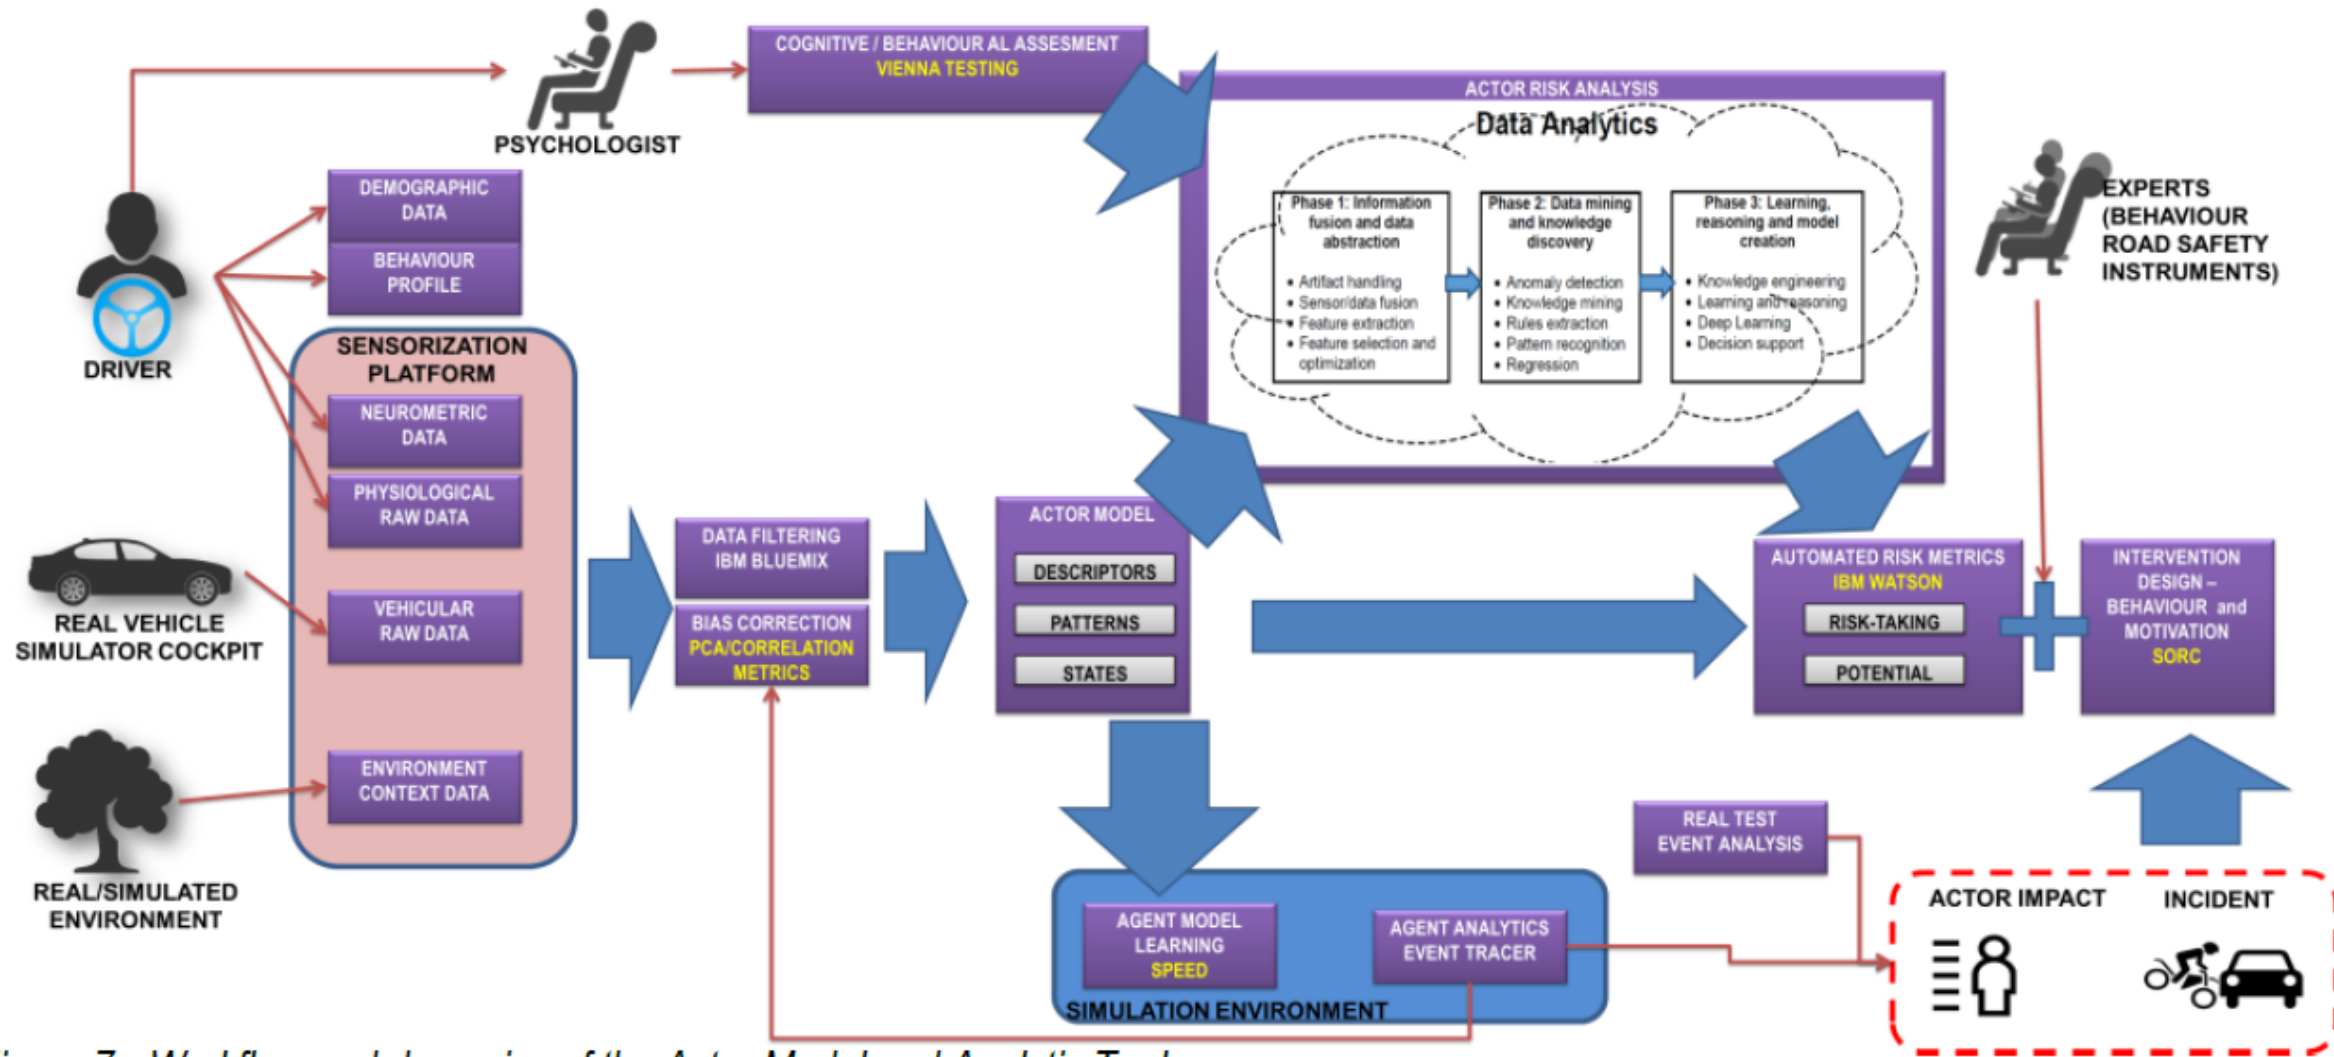 COGNITIVE / BEHAVIOUR AL ASSESMENT
VIENNA TESTING
PSYCHOLOGIST
DEMOGRAPHIC
DATA
BEHAVIOUR
PROFILE
DRIVER
SENSORIZATION
PLATFORM
NEUROMETRIC
DATA
PHYSIOLOGICAL
RAW DATA
VEHICULAR
RAW DATA
ENVIRONMENT
CONTEXT DATA
REAL VEHICLE
SIMULATOR COCKPIT
REAL/SIMULATED
ENVIRONMENT
DATA FILTERING
IBM BLUEMIX
BIAS CORRECTION
PCA/CORRELATION
METRICS
ACTOR MODEL
DESCRIPTORS
PATTERNS
STATES
ACTOR RISK ANALYSIS
Data Analytics
Phase 1: Information
fusion and data
abstraction
• Artifact handling
• Sensor/data fusion
• Feature extraction
• Feature selection and
optimization
Phase 2: Data mining
and knowledge
discovery
• Anomaly detection
• Knowledge mining
• Rules extraction
• Pattern recognition
• Regression
Phase 3: Learning,
reasoning and model
creation
• Knowledge engineering
• Learning and reasoning
• Deep Learning
• Decision support
EXPERTS
(BEHAVIOUR
ROAD SAFETY
INSTRUMENTS)
AUTOMATED RISK METRICS
IBM WATSON
RISK-TAKING
POTENTIAL
INTERVENTION
DESIGN –
BEHAVIOUR and
MOTIVATION
SORC
REAL TEST
EVENT ANALYSIS
AGENT MODEL
LEARNING
SPEED
AGENT ANALYTICS
EVENT TRACER
SIMULATION ENVIRONMENT
ACTOR IMPACT
INCIDENT